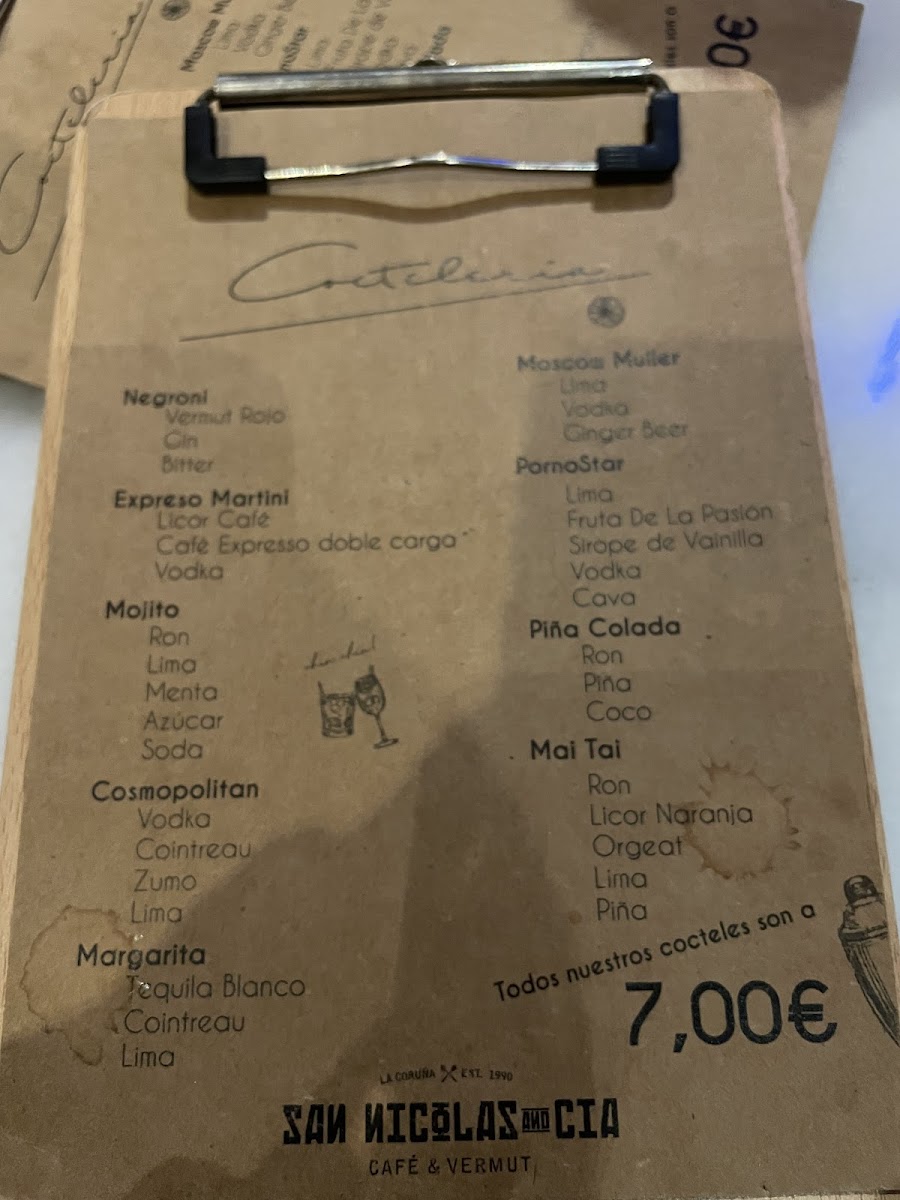 Coctelería
Negroni
Vermut Rojo
Gin
Bitter
Expreso Martini
Licor Café
Café Expresso doble carga
Vodka
Mojito
Ron
Lima
Menta
Azúcar
Soda
Cosmopolitan
Vodka
Cointreau
Zumo
Lima
Margarita
Tequila Blanco
Cointreau
Lima
Moscow Muller
Lima
Vodka
Ginger Beer
PornoStar
Lima
Fruta De La Pasión
Sirope de Vainilla
Vodka
Cava
Piña Colada
Ron
Piña
Coco
Mai Tai
Ron
Licor Naranja
Orgeat
Lima
Piña
Todos nuestros cocteles son a
7,00€
LA CORUÑA EST. 1990
SAN NICOLAS AND CIA
CAFÉ & VERMUT